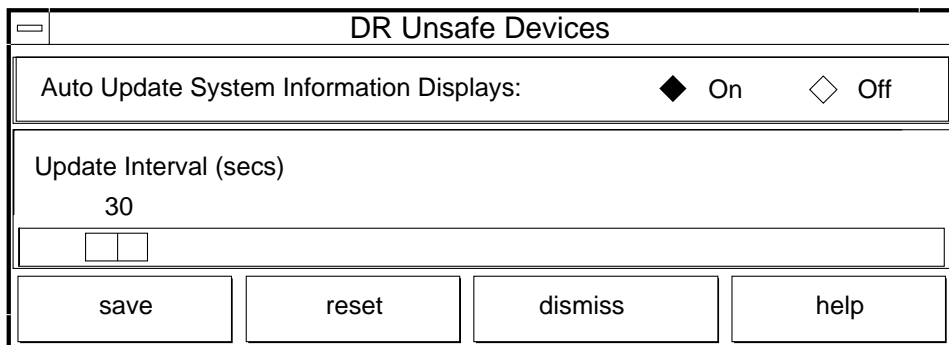 DR Unsafe Devices
Auto Update System Information Displays: On Off
Update Interval (secs)
30
save reset dismiss help